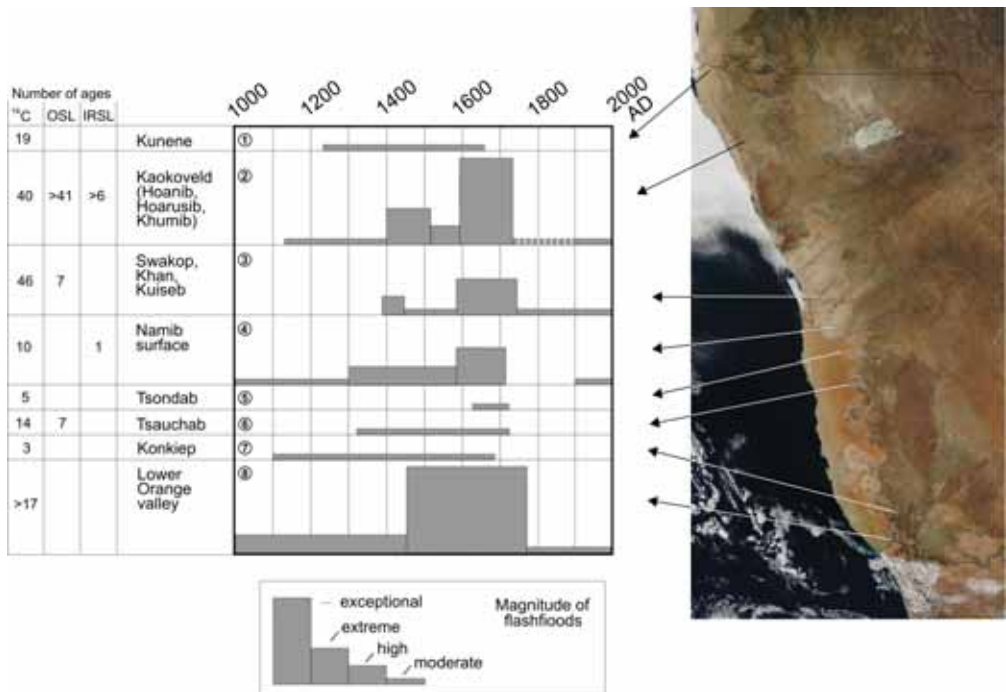 Number of ages
¹⁴C OSL IRSL
1000 1200 1400 1600 1800 2000 AD
19 Kunene ①
40 >41 >6 Kaokoveld ②
(Hoanib,
Hoarusib,
Khumib)
46 7 Swakop, ③
Khan,
Kuiseb
10 1 Namib ④
surface
5 Tsondab ⑤
14 7 Tsauchab ⑥
3 Konkiep ⑦
>17 Lower ⑧
Orange
valley
exceptional
extreme
high
moderate
Magnitude of
flashfloods